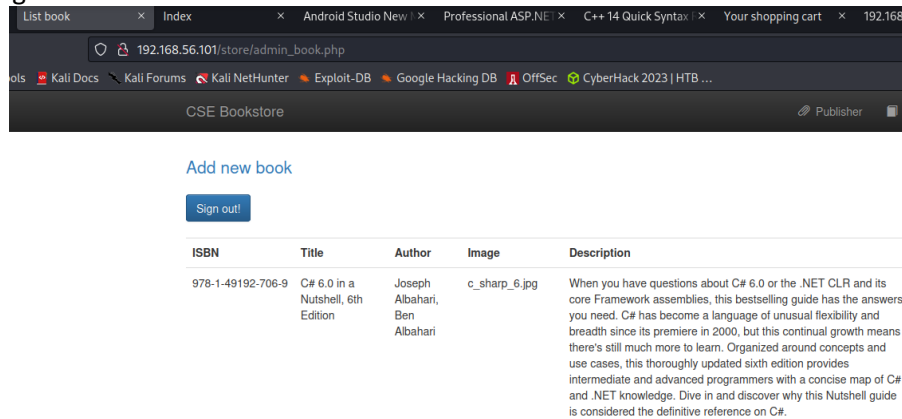 List book × Index × Android Studio New × Professional ASP.NET × C++ 14 Quick Syntax × Your shopping cart × 192.168
192.168.56.101/store/admin_book.php
Kali Docs Kali Forums Kali NetHunter Exploit-DB Google Hacking DB OffSec CyberHack 2023 | HTB ...
CSE Bookstore Publisher
Add new book
Sign out!
ISBN Title Author Image Description
978-1-49192-706-9 C# 6.0 in a Joseph c_sharp_6.jpg When you have questions about C# 6.0 or the .NET CLR and its
Nutshell, 6th Albahari, core Framework assemblies, this bestselling guide has the answers
Edition Ben you need. C# has become a language of unusual flexibility and
Albahari breadth since its premiere in 2000, but this continual growth means
there's still much more to learn. Organized around concepts and
use cases, this thoroughly updated sixth edition provides
intermediate and advanced programmers with a concise map of C#
and .NET knowledge. Dive in and discover why this Nutshell guide
is considered the definitive reference on C#.